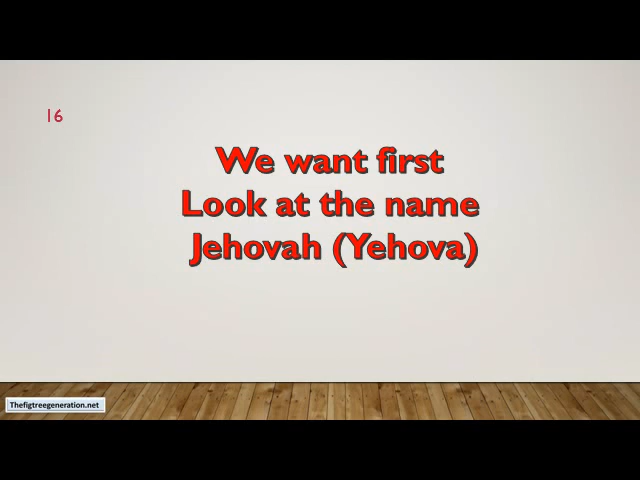 16
We want first
Look at the name
Jehovah (Yehova)
Thefigtreegeneration.net